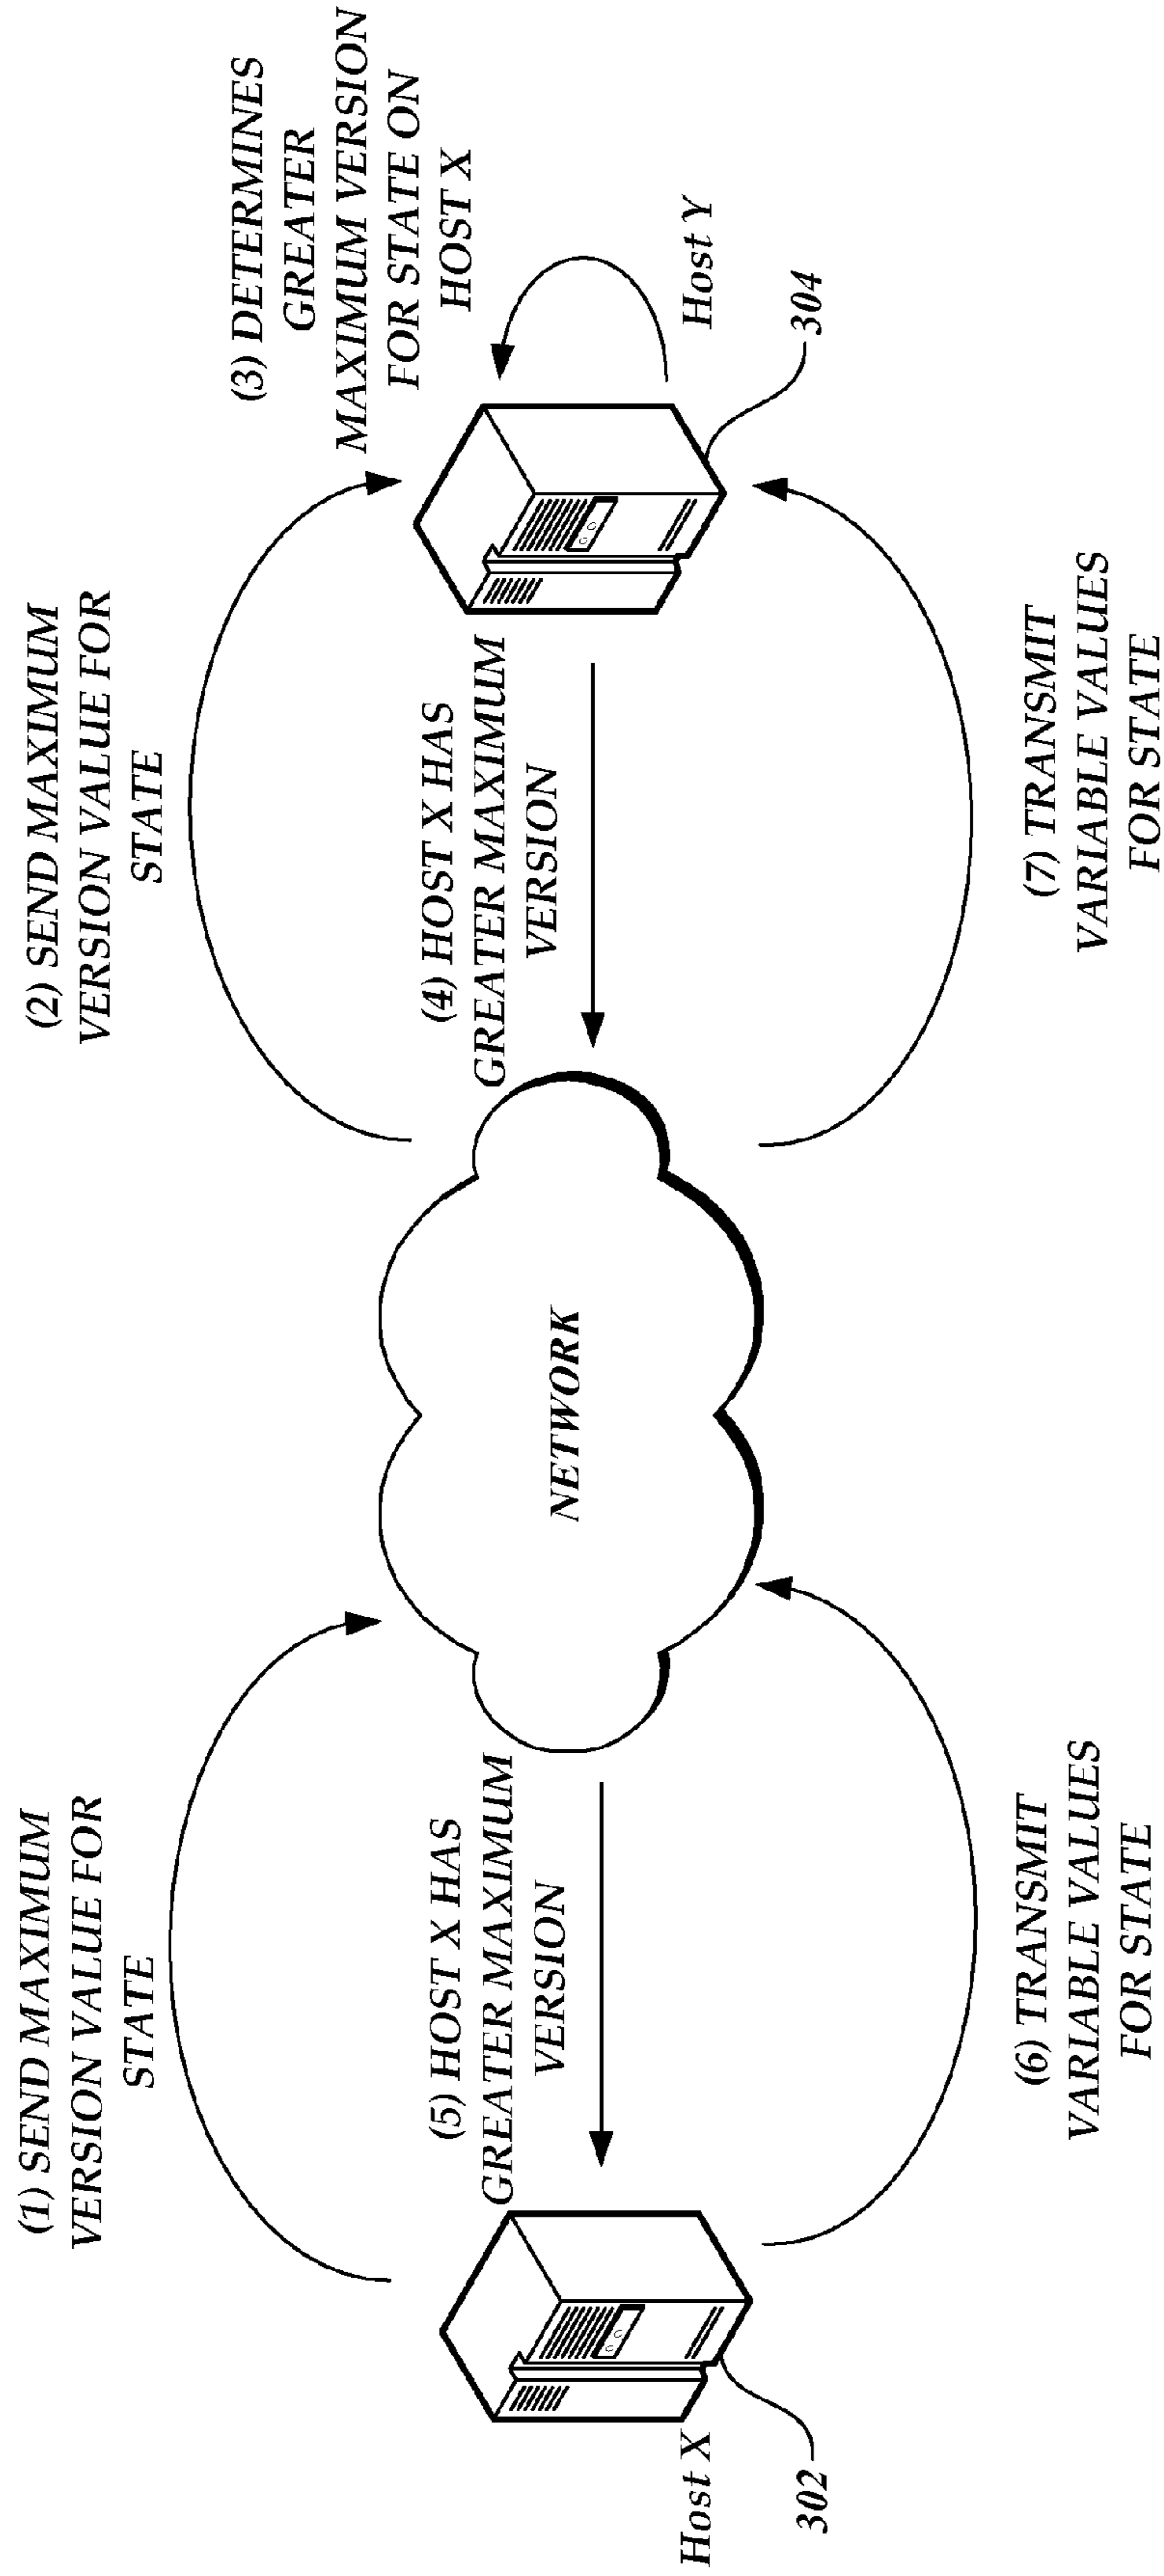 (1) SEND MAXIMUM
VERSION VALUE FOR
STATE
(2) SEND MAXIMUM
VERSION VALUE FOR
STATE
(3) DETERMINES
GREATER
MAXIMUM VERSION
FOR STATE ON
HOST X
(5) HOST X HAS
GREATER MAXIMUM
VERSION
(4) HOST X HAS
GREATER MAXIMUM
VERSION
NETWORK
Host X
302
Host Y
304
(6) TRANSMIT
VARIABLE VALUES
FOR STATE
(7) TRANSMIT
VARIABLE VALUES
FOR STATE